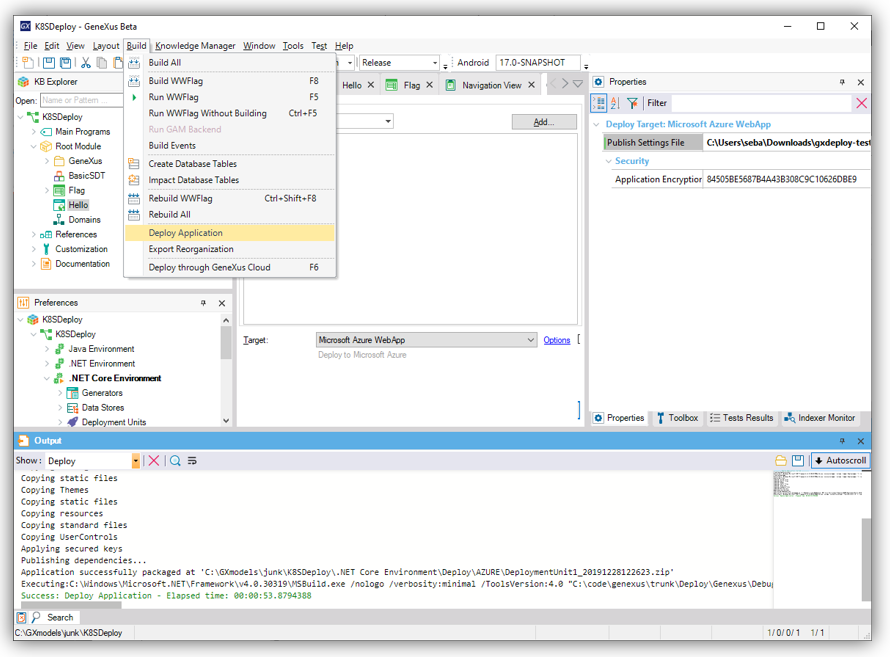 K8SDeploy - GeneXus Beta
File Edit View Layout Build Knowledge Manager Window Tools Test Help
Release Android 17.0-SNAPSHOT
KB Explorer
Open: Name or Pattern ...
K8SDeploy
Main Programs
Root Module
GeneXus
BasicSDT
Flag
Hello
Domains
References
Customization
Documentation
Build All
Build WWFlag F8
Run WWFlag F5
Run WWFlag Without Building Ctrl+F5
Run GAM Backend
Build Events
Create Database Tables
Impact Database Tables
Rebuild WWFlag Ctrl+Shift+F8
Rebuild All
Deploy Application
Export Reorganization
Deploy through GeneXus Cloud F6
Hello Flag Navigation View
Add...
Target: Microsoft Azure WebApp Options
Deploy to Microsoft Azure
Properties
Filter
Deploy Target: Microsoft Azure WebApp
Publish Settings File C:\Users\seba\Downloads\gxdeploy-test
Security
Application Encryption 84505BE5687B4A43B308C9C10626DBE9
Properties Toolbox Tests Results Indexer Monitor
Preferences
K8SDeploy
K8SDeploy
Java Environment
.NET Environment
.NET Core Environment
Generators
Data Stores
Deployment Units
Output
Show: Deploy Autoscroll
Copying static files
Copying Themes
Copying static files
Copying resources
Copying standard files
Copying UserControls
Applying secured keys
Publishing dependencies...
Application successfully packaged at 'C:\GXmodels\junk\K8SDeploy\.NET Core Environment\Deploy\AZURE\DeploymentUnit1_20191228122623.zip'
Executing:C:\Windows\Microsoft.NET\Framework\v4.0.30319\MSBuild.exe /nologo /verbosity:minimal /ToolsVersion:4.0 "C:\code\genexus\trunk\Deploy\Genexus\Debug
Success: Deploy Application - Elapsed time: 00:00:53.8794388
Search
C:\GXmodels\junk\K8SDeploy 1/0/0/1 1/1